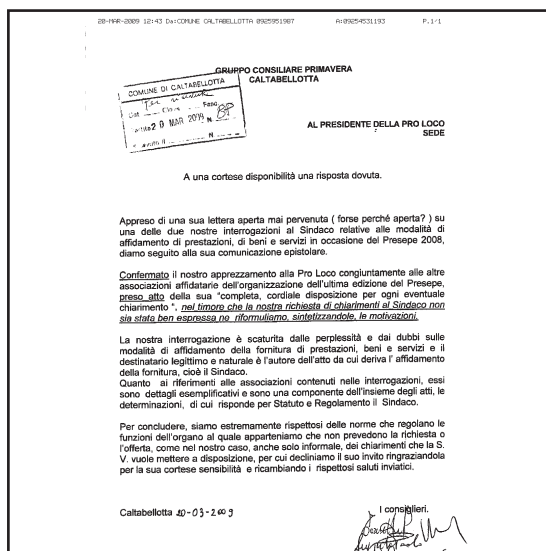 20-MAR-2009 12:43 Da:COMUNE CALTABELLOTTA 0925951987 A:09254531193 P.1/1
GRUPPO CONSILIARE PRIMAVERA
CALTABELLOTTA
COMUNE DI CALTABELLOTTA
Cat Clas. Fasc.
20 MAR 2009 N
N
AL PRESIDENTE DELLA PRO LOCO
SEDE
A una cortese disponibilità una risposta dovuta.
Appreso di una sua lettera aperta mai pervenuta ( forse perché aperta? ) su
una delle due nostre interrogazioni al Sindaco relative alle modalità di
affidamento di prestazioni, di beni e servizi in occasione del Presepe 2008,
diamo seguito alla sua comunicazione epistolare.
Confermato il nostro apprezzamento alla Pro Loco congiuntamente alle altre
associazioni affidatarie dell'organizzazione dell'ultima edizione del Presepe,
preso atto della sua "completa, cordiale disposizione per ogni eventuale
chiarimento ", nel timore che la nostra richiesta di chiarimenti al Sindaco non
sia stata ben espressa ne riformuliamo, sintetizzandole, le motivazioni.
La nostra interrogazione è scaturita dalle perplessità e dai dubbi sulle
modalità di affidamento della fornitura di prestazioni, beni e servizi e il
destinatario legittimo e naturale è l'autore dell'atto da cui deriva l' affidamento
della fornitura, cioè il Sindaco.
Quanto ai riferimenti alle associazioni contenuti nelle interrogazioni, essi
sono dettagli esemplificativi e sono una componente dell'insieme degli atti, le
determinazioni, di cui risponde per Statuto e Regolamento il Sindaco.
Per concludere, siamo estremamente rispettosi delle norme che regolano le
funzioni dell'organo al quale apparteniamo che non prevedono la richiesta o
l'offerta, come nel nostro caso, anche solo informale, dei chiarimenti che la S.
V. vuole mettere a disposizione, per cui decliniamo il suo invito ringraziandola
per la sua cortese sensibilità e ricambiando i rispettosi saluti inviatici.
Caltabellotta 20-03-2009 I consiglieri.